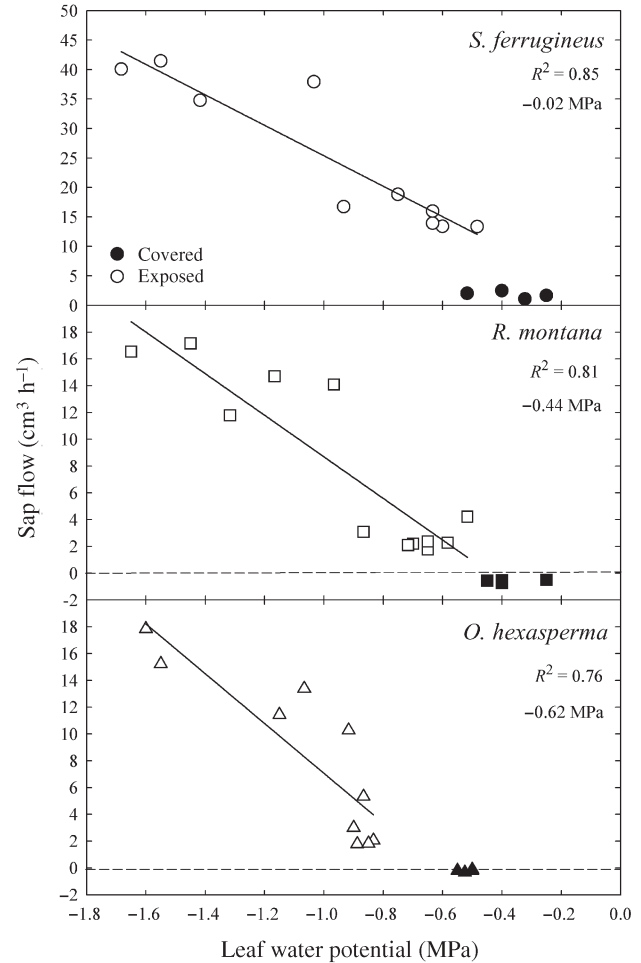 50
S. ferrugineus
45
R² = 0.85
40
−0.02 MPa
35
30
25
20
15
10
Covered
5
Exposed
0
18
R. montana
16
R² = 0.81
14
−0.44 MPa
12
10
8
6
4
2
0
−2
Sap flow (cm³ h⁻¹)
18
O. hexasperma
16
R² = 0.76
14
−0.62 MPa
12
10
8
6
4
2
0
−2
−1.8 −1.6 −1.4 −1.2 −1.0 −0.8 −0.6 −0.4 −0.2 0.0
Leaf water potential (MPa)